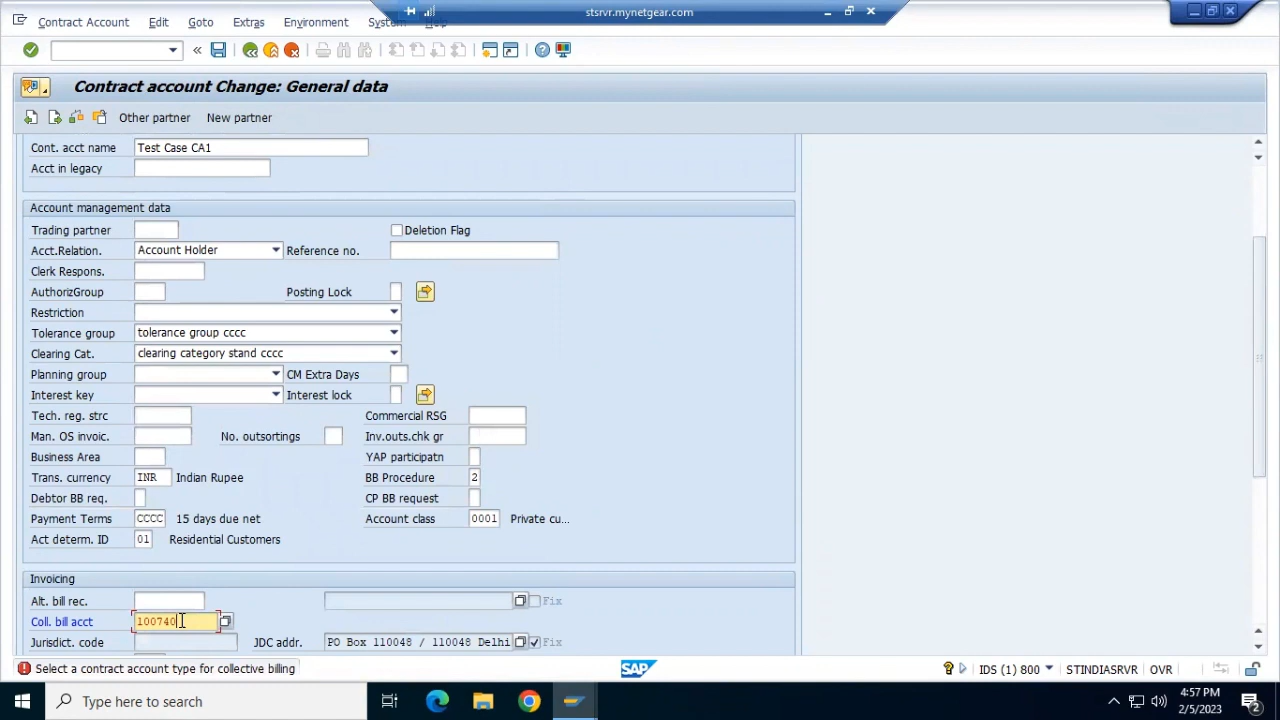 stsrvr.mynetgear.com
Contract Account Edit Goto Extras Environment System Help
Contract account Change: General data
Other partner New partner
Cont. acct name Test Case CA1
Acct in legacy
Account management data
Trading partner Deletion Flag
Acct.Relation. Account Holder Reference no.
Clerk Respons.
AuthorizGroup Posting Lock
Restriction
Tolerance group tolerance group cccc
Clearing Cat. clearing category stand cccc
Planning group CM Extra Days
Interest key Interest lock
Tech. reg. strc Commercial RSG
Man. OS invoic. No. outsortings Inv.outs.chk gr
Business Area YAP participatn
Trans. currency INR Indian Rupee BB Procedure 2
Debtor BB req. CP BB request
Payment Terms CCCC 15 days due net Account class 0001 Private cu...
Act determ. ID 01 Residential Customers
Invoicing
Alt. bill rec. Fix
Coll. bill acct 100740
Jurisdict. code JDC addr. PO Box 110048 / 110048 Delhi Fix
Select a contract account type for collective billing SAP IDS (1) 800 STINDIASRVR OVR
Type here to search 4:57 PM
2/5/2023 2